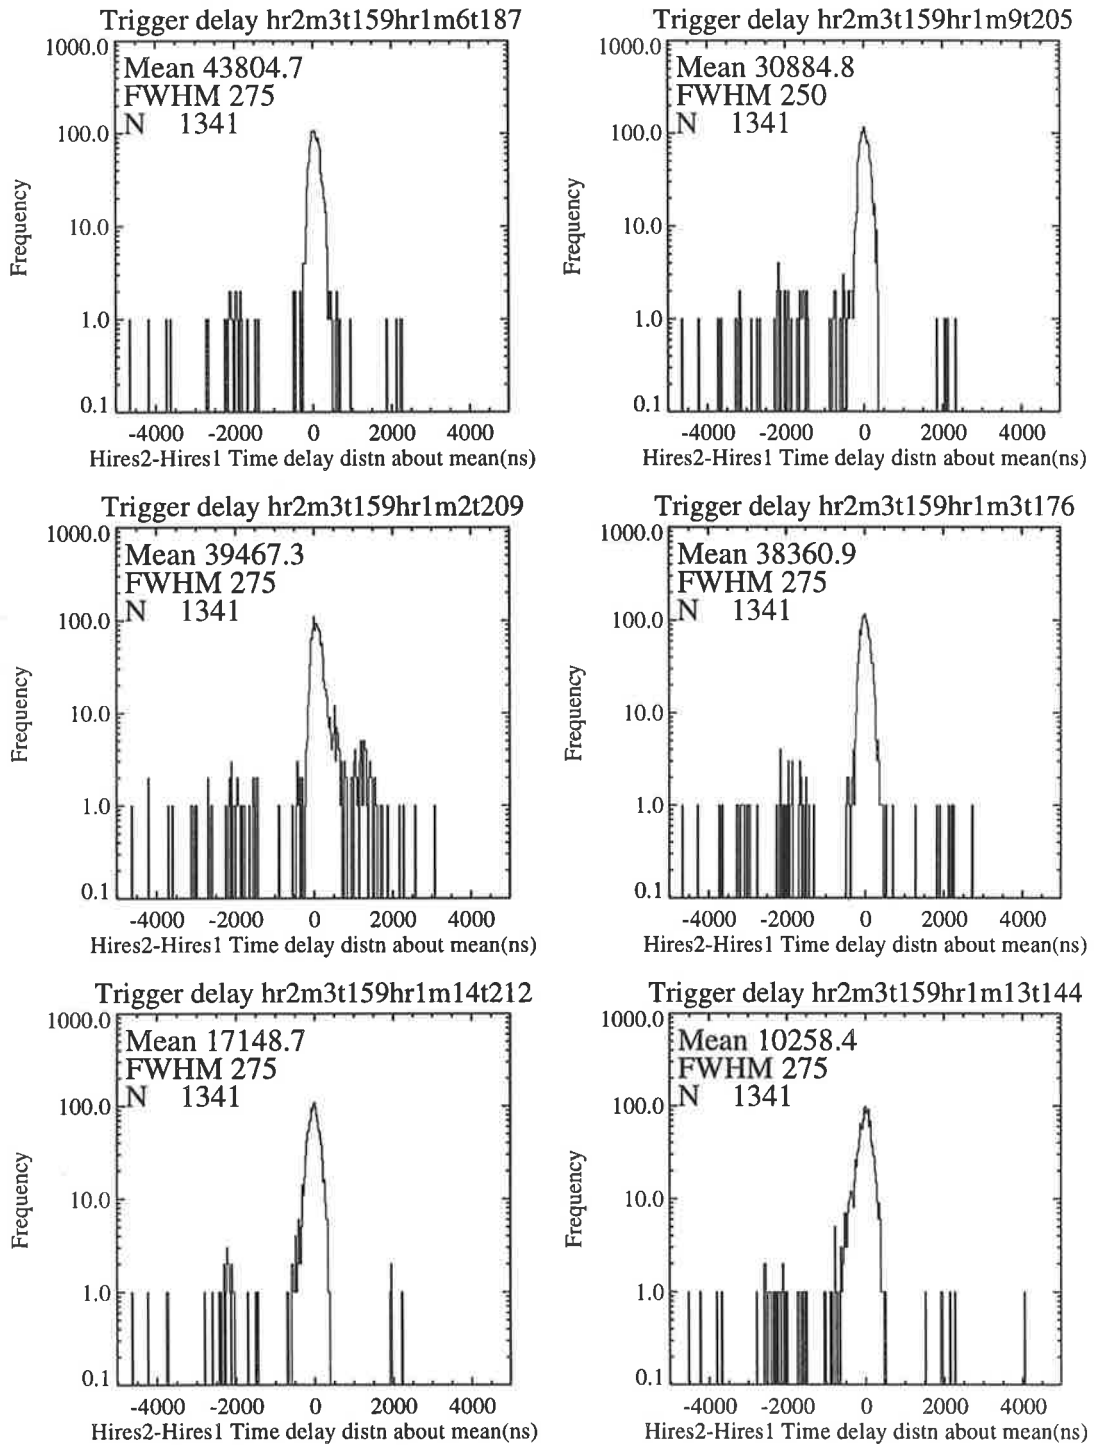 Trigger delay hr2m3t159hr1m6t187
1000.0
100.0
10.0
1.0
0.1
Frequency
Mean 43804.7
FWHM 275
N 1341
-4000 -2000 0 2000 4000
Hires2-Hires1 Time delay distn about mean(ns)
Trigger delay hr2m3t159hr1m9t205
1000.0
100.0
10.0
1.0
0.1
Frequency
Mean 30884.8
FWHM 250
N 1341
-4000 -2000 0 2000 4000
Hires2-Hires1 Time delay distn about mean(ns)
Trigger delay hr2m3t159hr1m2t209
1000.0
100.0
10.0
1.0
0.1
Frequency
Mean 39467.3
FWHM 275
N 1341
-4000 -2000 0 2000 4000
Hires2-Hires1 Time delay distn about mean(ns)
Trigger delay hr2m3t159hr1m3t176
1000.0
100.0
10.0
1.0
0.1
Frequency
Mean 38360.9
FWHM 275
N 1341
-4000 -2000 0 2000 4000
Hires2-Hires1 Time delay distn about mean(ns)
Trigger delay hr2m3t159hr1m14t212
1000.0
100.0
10.0
1.0
0.1
Frequency
Mean 17148.7
FWHM 275
N 1341
-4000 -2000 0 2000 4000
Hires2-Hires1 Time delay distn about mean(ns)
Trigger delay hr2m3t159hr1m13t144
1000.0
100.0
10.0
1.0
0.1
Frequency
Mean 10258.4
FWHM 275
N 1341
-4000 -2000 0 2000 4000
Hires2-Hires1 Time delay distn about mean(ns)